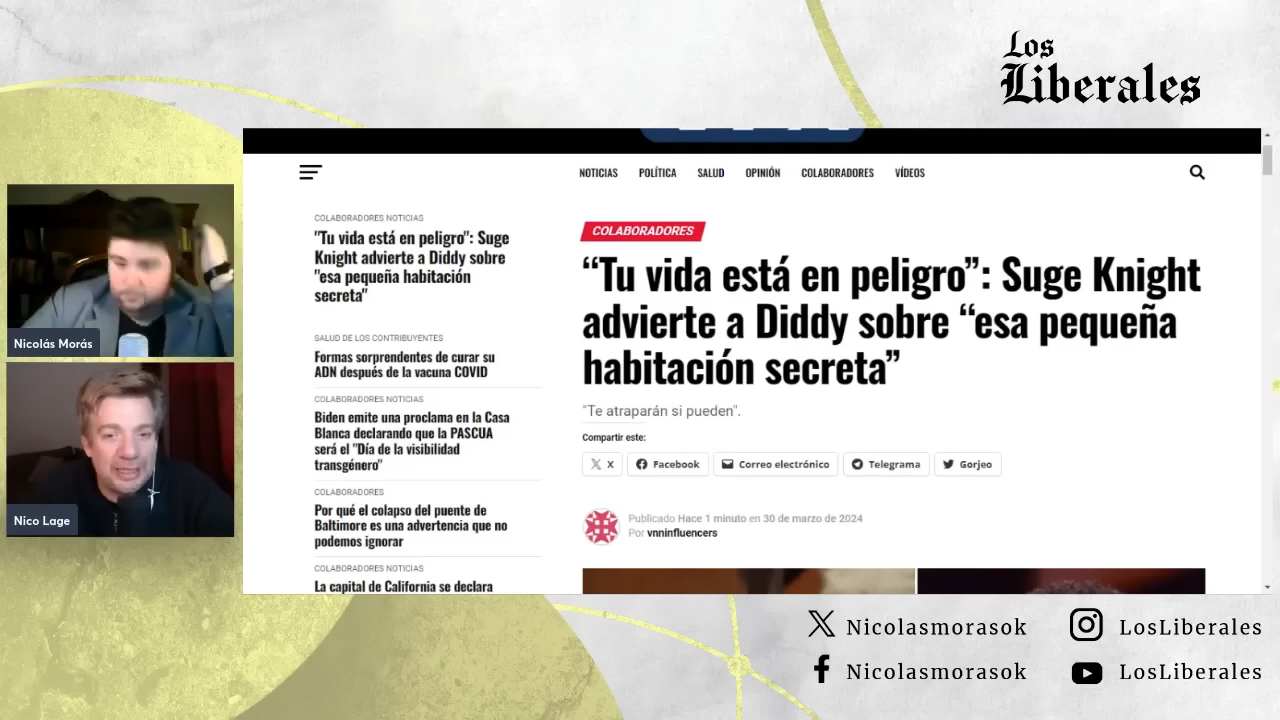 Los
Liberales
NOTICIAS POLÍTICA SALUD OPINIÓN COLABORADORES VÍDEOS
COLABORADORES NOTICIAS
"Tu vida está en peligro": Suge
Knight advierte a Diddy sobre
"esa pequeña habitación
secreta"
SALUD DE LOS CONTRIBUYENTES
Formas sorprendentes de curar su
ADN después de la vacuna COVID
COLABORADORES NOTICIAS
Biden emite una proclama en la Casa
Blanca declarando que la PASCUA
será el "Día de la visibilidad
transgénero"
COLABORADORES
Por qué el colapso del puente de
Baltimore es una advertencia que no
podemos ignorar
COLABORADORES NOTICIAS
La capital de California se declara
COLABORADORES
“Tu vida está en peligro”: Suge Knight
advierte a Diddy sobre “esa pequeña
habitación secreta”
"Te atraparán si pueden".
Compartir este:
X Facebook Correo electrónico Telegrama Gorjeo
Publicado Hace 1 minuto en 30 de marzo de 2024
Por vnninfluencers
Nicolás Morás
Nico Lage
Nicolasmorasok LosLiberales
Nicolasmorasok LosLiberales